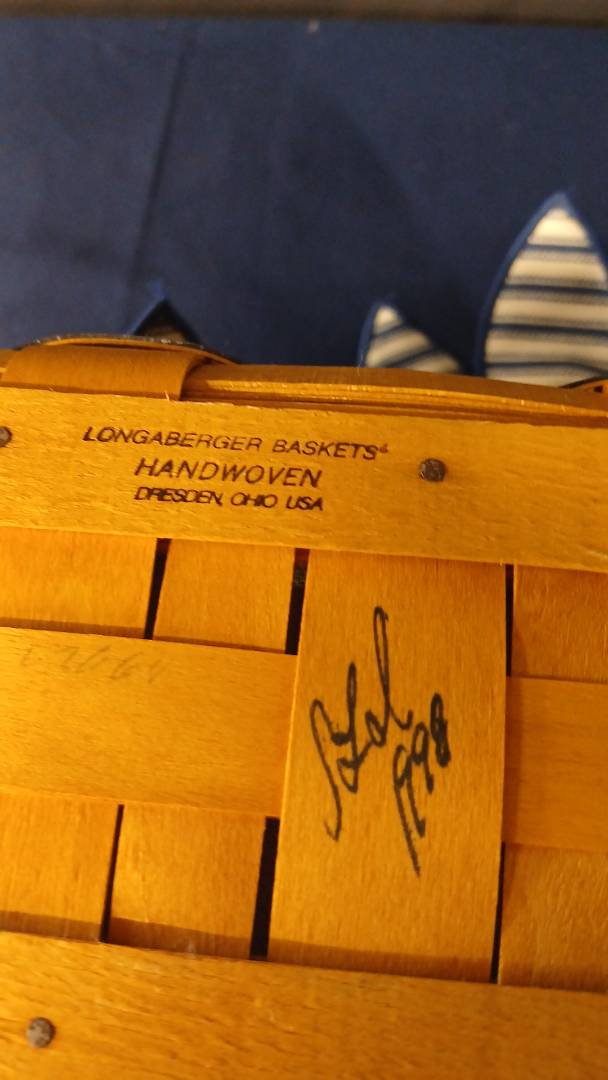 LONGABERGER BASKETS®
HANDWOVEN
DRESDEN, OHIO USA
1998